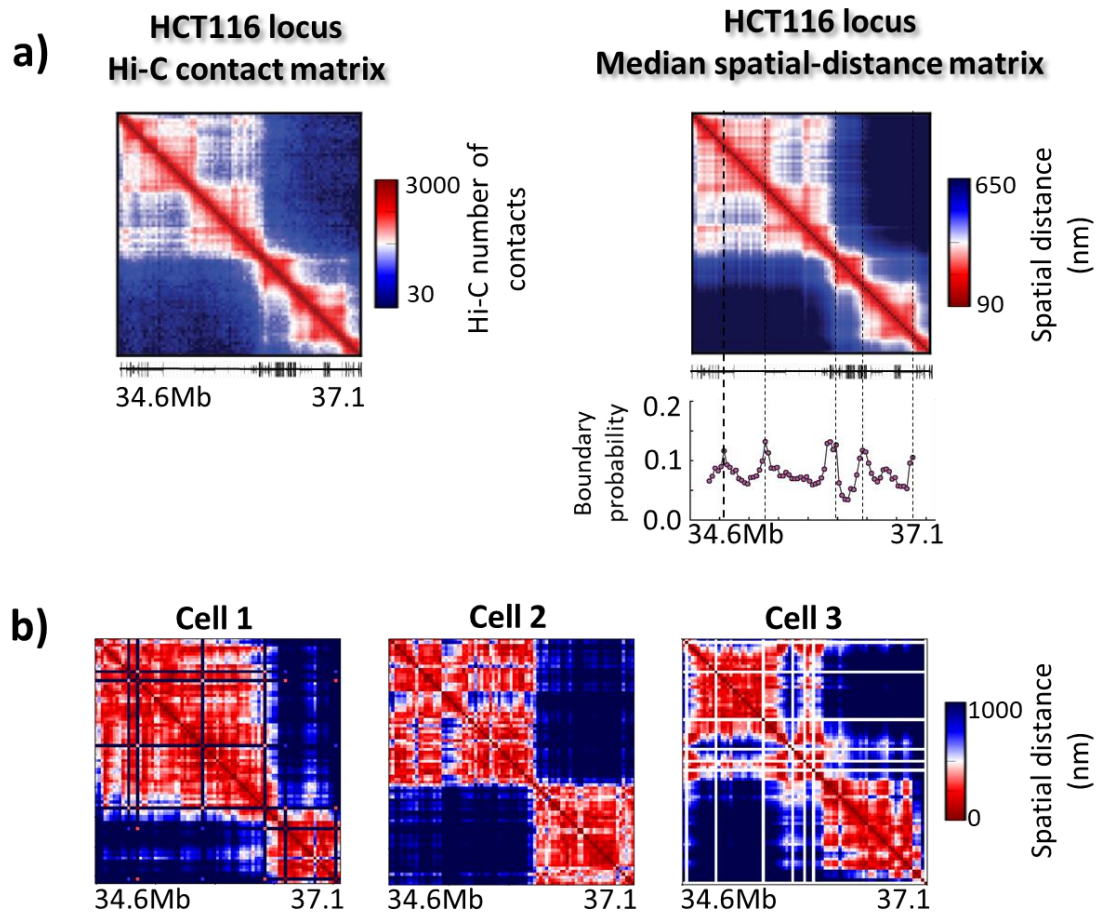 a)
HCT116 locus
Hi-C contact matrix
3000
30
Hi-C number of
contacts
34.6Mb
37.1
HCT116 locus
Median spatial-distance matrix
650
90
Spatial distance
(nm)
Boundary
probability
0.2
0.1
0.0
34.6Mb
37.1
b)
Cell 1
Cell 2
Cell 3
34.6Mb
37.1
34.6Mb
37.1
34.6Mb
37.1
1000
0
Spatial distance
(nm)